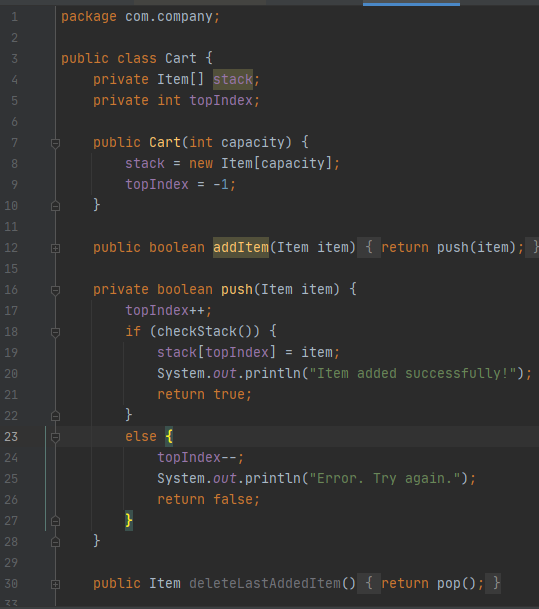 1 package com.company;
2
3 public class Cart {
4 private Item[] stack;
5 private int topIndex;
6
7 public Cart(int capacity) {
8 stack = new Item[capacity];
9 topIndex = -1;
10 }
11
12 public boolean addItem(Item item) { return push(item); }
15
16 private boolean push(Item item) {
17 topIndex++;
18 if (checkStack()) {
19 stack[topIndex] = item;
20 System.out.println("Item added successfully!");
21 return true;
22 }
23 else {
24 topIndex--;
25 System.out.println("Error. Try again.");
26 return false;
27 }
28 }
29
30 public Item deleteLastAddedItem() { return pop(); }
33